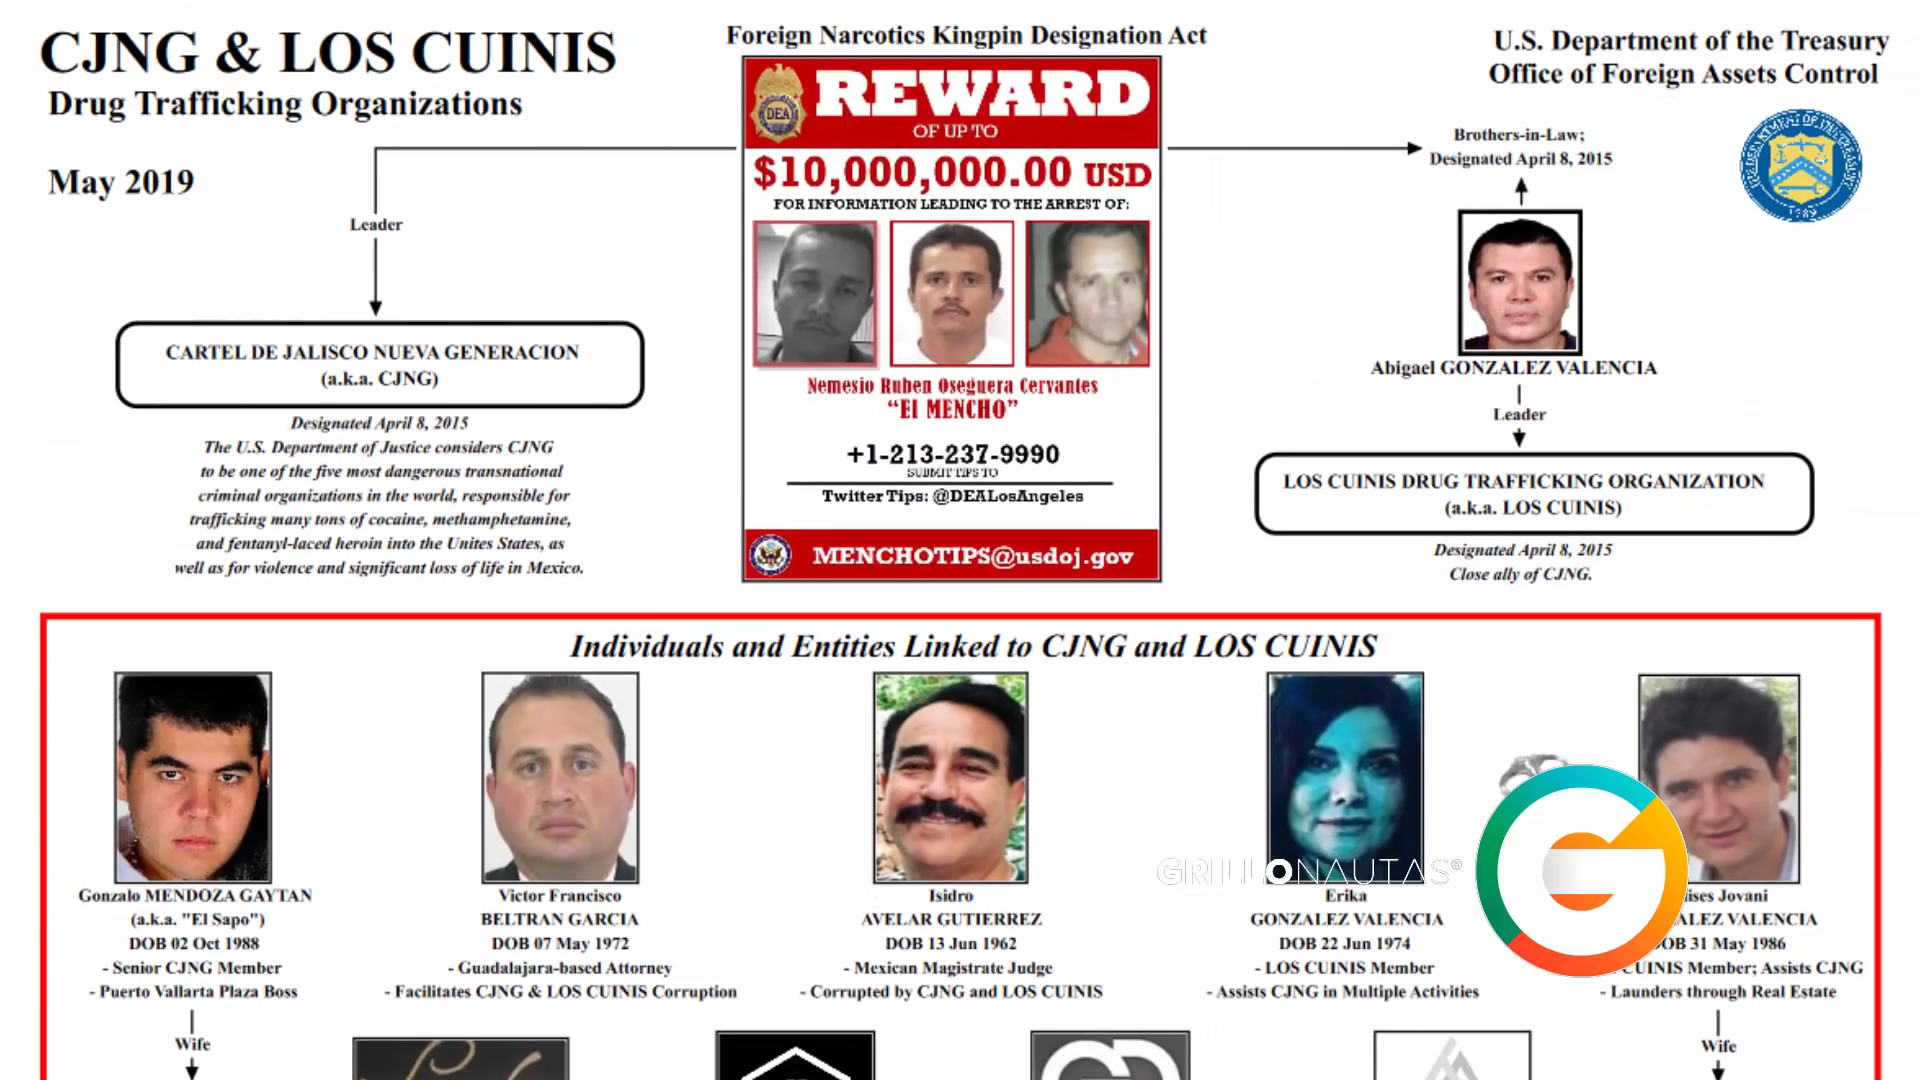 CJNG & LOS CUINIS
Drug Trafficking Organizations
May 2019
Foreign Narcotics Kingpin Designation Act
U.S. Department of the Treasury
Office of Foreign Assets Control
REWARD
DEA
OF UP TO
$10,000,000.00 USD
FOR INFORMATION LEADING TO THE ARREST OF:
Nemesio Ruben Oseguera Cervantes
“El MENCHO”
+1-213-237-9990
SUBMIT TIPS TO
Twitter Tips: @DEALosAngeles
MENCHOTIPS@usdoj.gov
Leader
CARTEL DE JALISCO NUEVA GENERACION
(a.k.a. CJNG)
Designated April 8, 2015
The U.S. Department of Justice considers CJNG
to be one of the five most dangerous transnational
criminal organizations in the world, responsible for
trafficking many tons of cocaine, methamphetamine,
and fentanyl-laced heroin into the Unites States, as
well as for violence and significant loss of life in Mexico.
Brothers-in-Law;
Designated April 8, 2015
1789
Abigael GONZALEZ VALENCIA
Leader
LOS CUINIS DRUG TRAFFICKING ORGANIZATION
(a.k.a. LOS CUINIS)
Designated April 8, 2015
Close ally of CJNG.
Individuals and Entities Linked to CJNG and LOS CUINIS
Gonzalo MENDOZA GAYTAN
(a.k.a. "El Sapo")
DOB 02 Oct 1988
- Senior CJNG Member
- Puerto Vallarta Plaza Boss
Wife
Victor Francisco
BELTRAN GARCIA
DOB 07 May 1972
- Guadalajara-based Attorney
- Facilitates CJNG & LOS CUINIS Corruption
Isidro
AVELAR GUTIERREZ
DOB 13 Jun 1962
- Mexican Magistrate Judge
- Corrupted by CJNG and LOS CUINIS
Erika
GONZALEZ VALENCIA
DOB 22 Jun 1974
- LOS CUINIS Member
- Assists CJNG in Multiple Activities
Jovani
VALENCIA
31 May 1986
CUINIS Member; Assists CJNG
- Launders through Real Estate
Wife
GRILLONAUTAS®